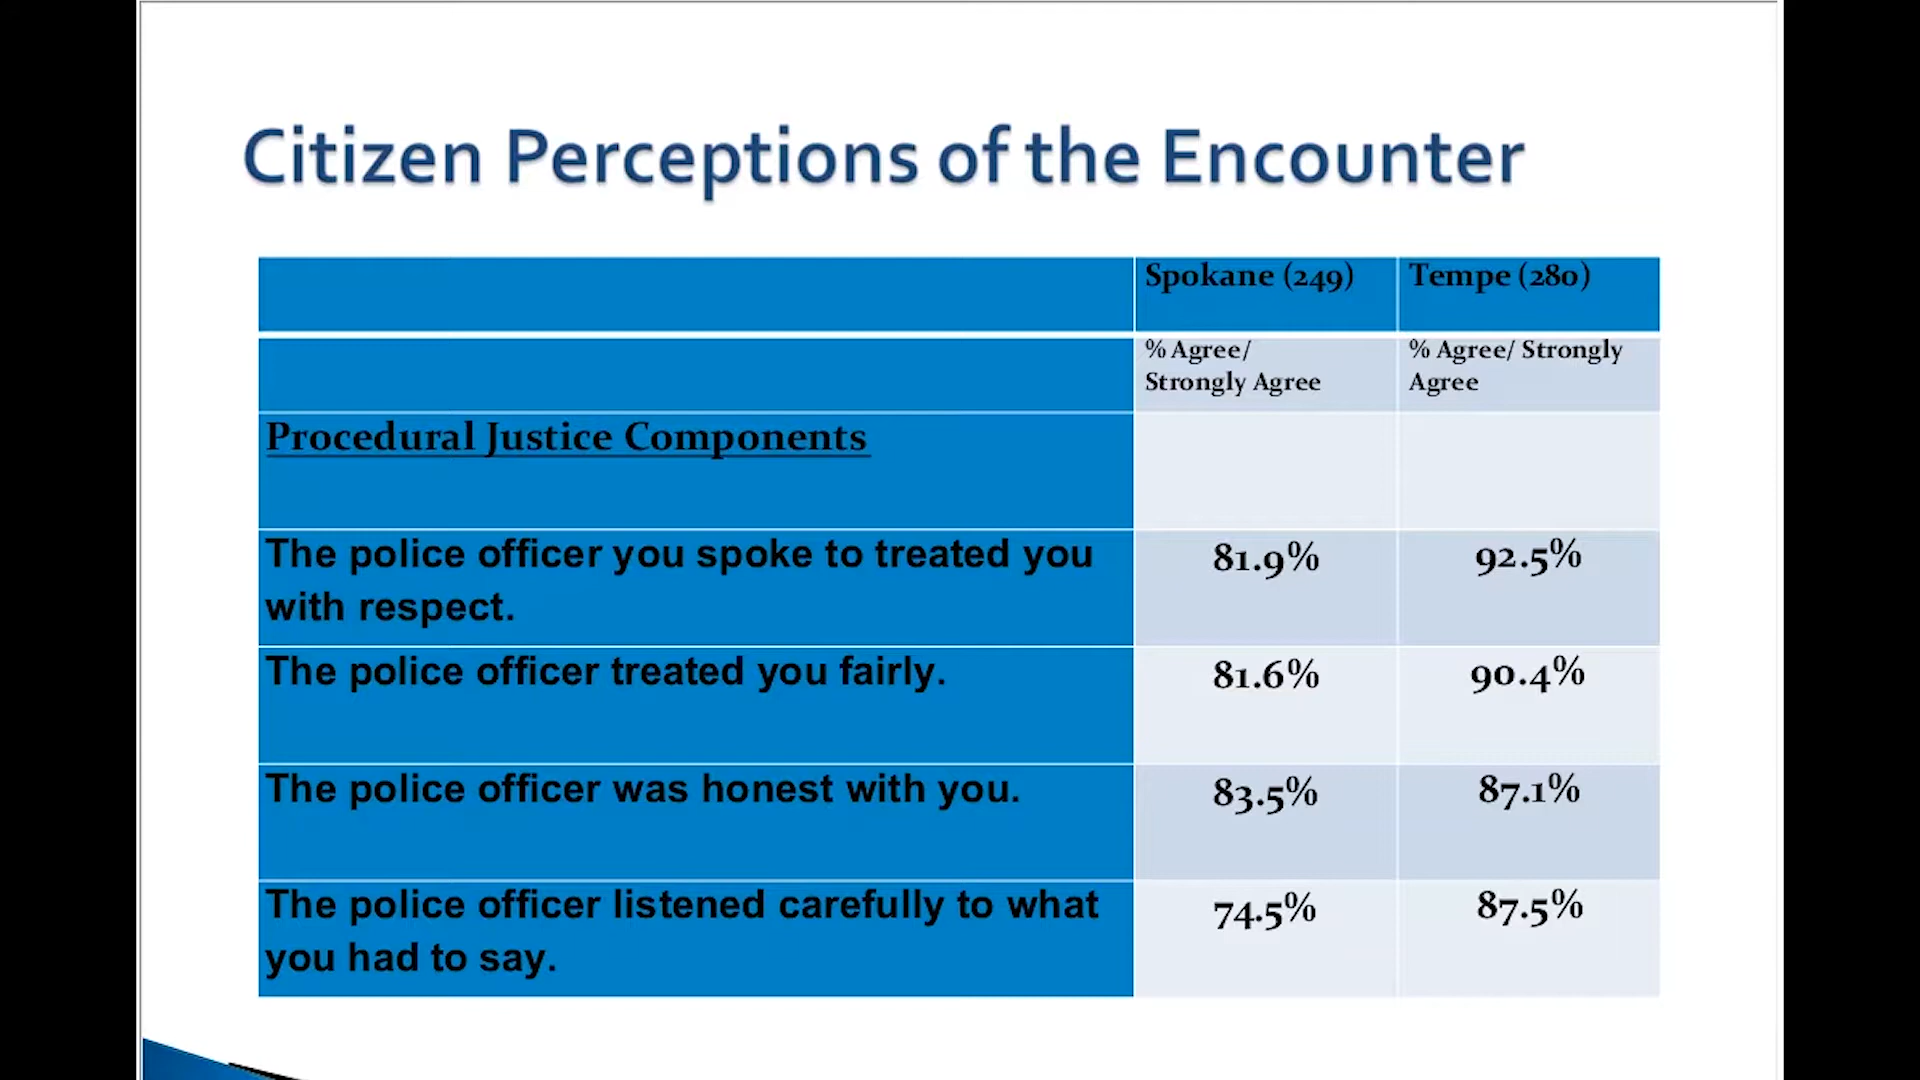 Citizen Perceptions of the Encounter
Spokane (249) Tempe (280)
% Agree/ % Agree/ Strongly
Strongly Agree Agree
Procedural Justice Components
The police officer you spoke to treated you 81.9% 92.5%
with respect.
The police officer treated you fairly. 81.6% 90.4%
The police officer was honest with you. 83.5% 87.1%
The police officer listened carefully to what 74.5% 87.5%
you had to say.